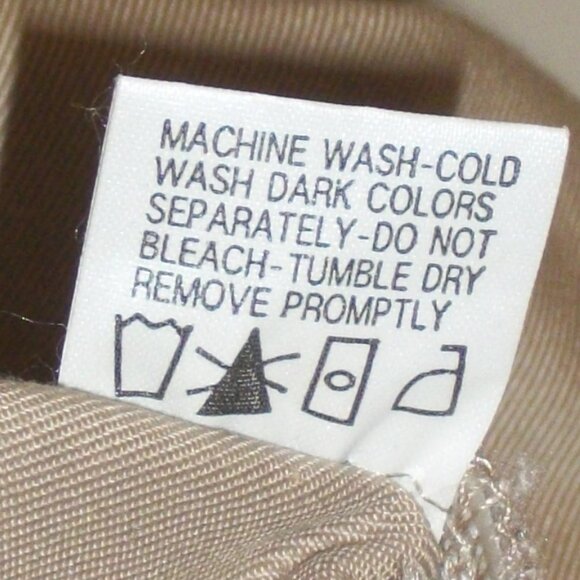 MACHINE WASH-COLD
WASH DARK COLORS
SEPARATELY-DO NOT
BLEACH-TUMBLE DRY
REMOVE PROMPTLY